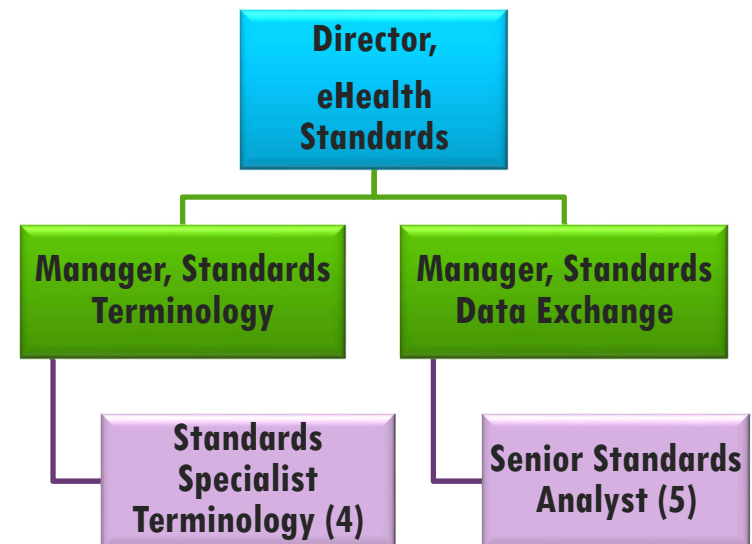 Director,
eHealth
Standards
Manager, Standards
Terminology
Manager, Standards
Data Exchange
Standards
Specialist
Terminology (4)
Senior Standards
Analyst (5)